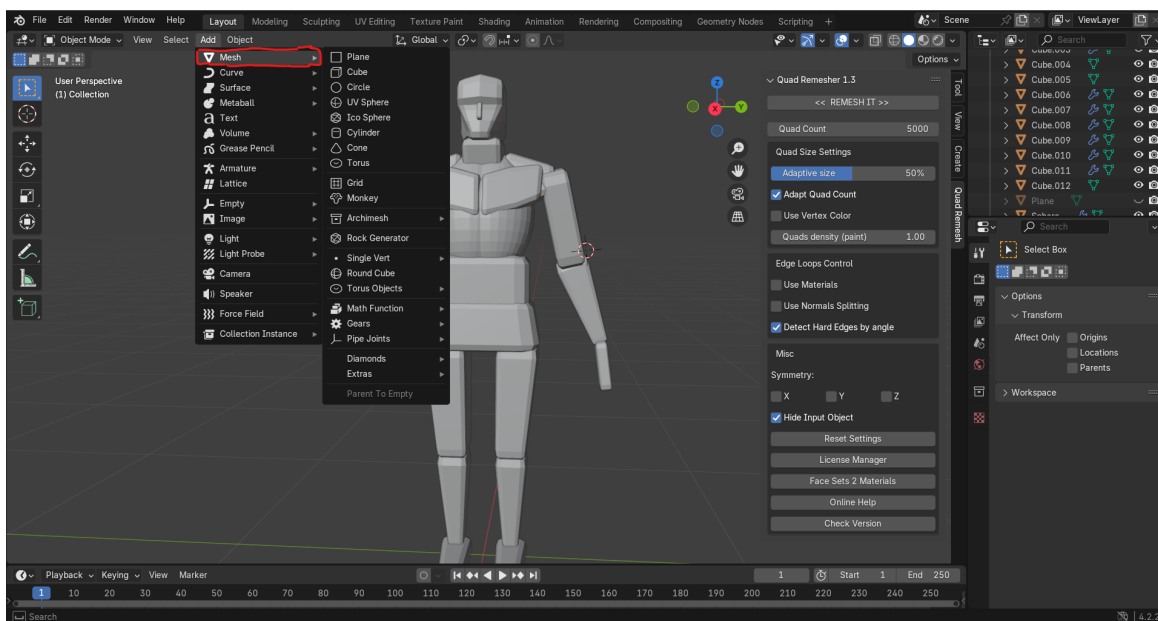 File Edit Render Window Help Layout Modeling Sculpting UV Editing Texture Paint Shading Animation Rendering Compositing Geometry Nodes Scripting + Scene ViewLayer
Object Mode View Select Add Object Global Search
Options
User Perspective
(1) Collection
Mesh
Curve
Surface
Metaball
Text
Volume
Grease Pencil
Armature
Lattice
Empty
Image
Light
Light Probe
Camera
Speaker
Force Field
Collection Instance
Plane
Cube
Circle
UV Sphere
Ico Sphere
Cylinder
Cone
Torus
Grid
Monkey
Archimesh
Rock Generator
Single Vert
Round Cube
Torus Objects
Math Function
Gears
Pipe Joints
Diamonds
Extras
Parent To Empty
Z
X
Y
Quad Remesher 1.3
<< REMESH IT >>
Quad Count 5000
Quad Size Settings
Adaptive size 50%
Adapt Quad Count
Use Vertex Color
Quads density (paint) 1.00
Edge Loops Control
Use Materials
Use Normals Splitting
Detect Hard Edges by angle
Misc
Symmetry:
X Y Z
Hide Input Object
Reset Settings
License Manager
Face Sets 2 Materials
Online Help
Check Version
Tool
View
Create
Quad Remesh
Cube.004
Cube.005
Cube.006
Cube.007
Cube.008
Cube.009
Cube.010
Cube.011
Cube.012
Plane
Search
Select Box
Options
Transform
Affect Only Origins
Locations
Parents
Workspace
Playback Keying View Marker 1 Start 1 End 250
1 10 20 30 40 50 60 70 80 90 100 110 120 130 140 150 160 170 180 190 200 210 220 230 240 250
Search 4.2.2